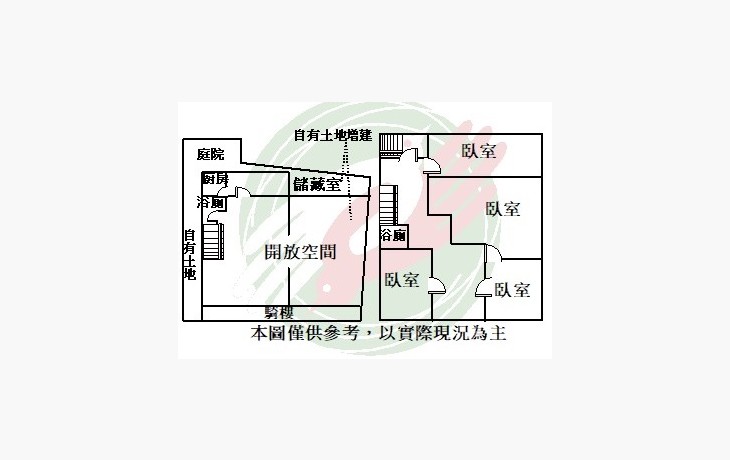 自有土地增建
庭院
廚房
儲藏室
浴廁
自有土地
開放空間
騎樓
臥室
臥室
浴廁
臥室
臥室
本圖僅供參考，以實際現況為主